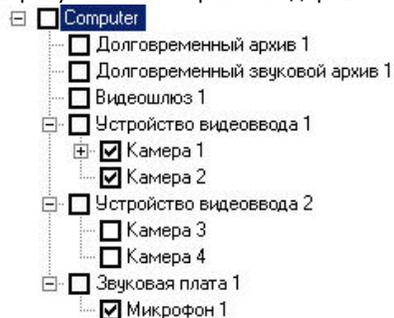 Computer
Долговременный архив 1
Долговременный звуковой архив 1
Видеошлюз 1
Устройство видеоввода 1
Камера 1
Камера 2
Устройство видеоввода 2
Камера 3
Камера 4
Звуковая плата 1
Микрофон 1